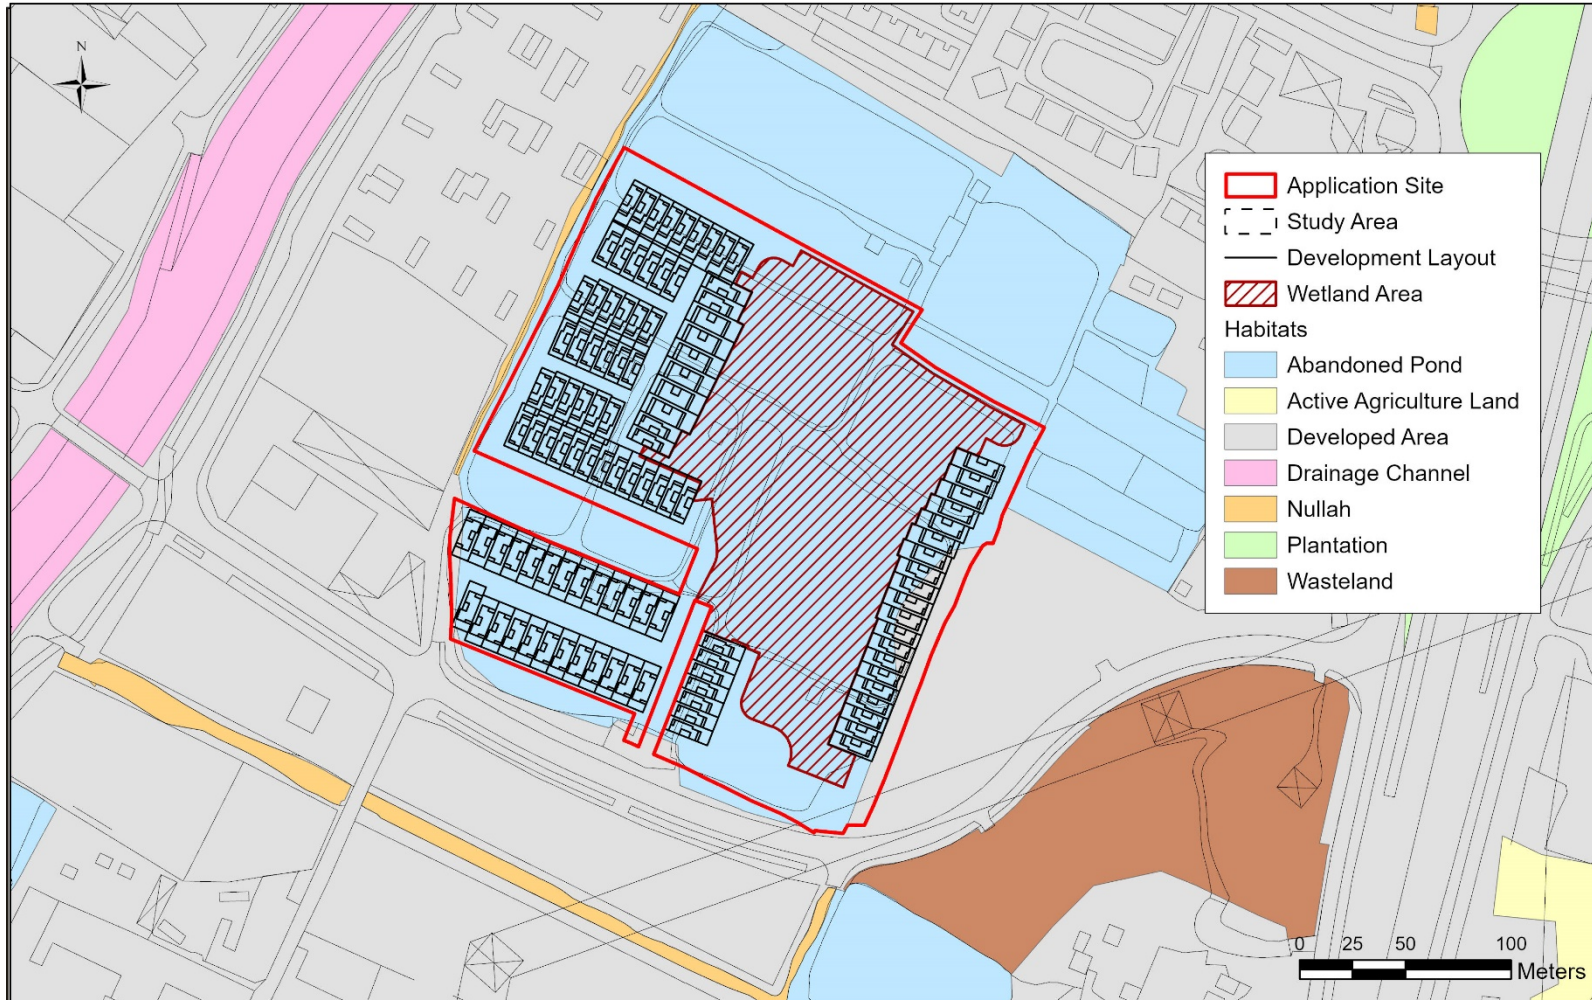 N
Application Site
Study Area
Development Layout
Wetland Area
Habitats
Abandoned Pond
Active Agriculture Land
Developed Area
Drainage Channel
Nullah
Plantation
Wasteland
0 25 50 100
Meters